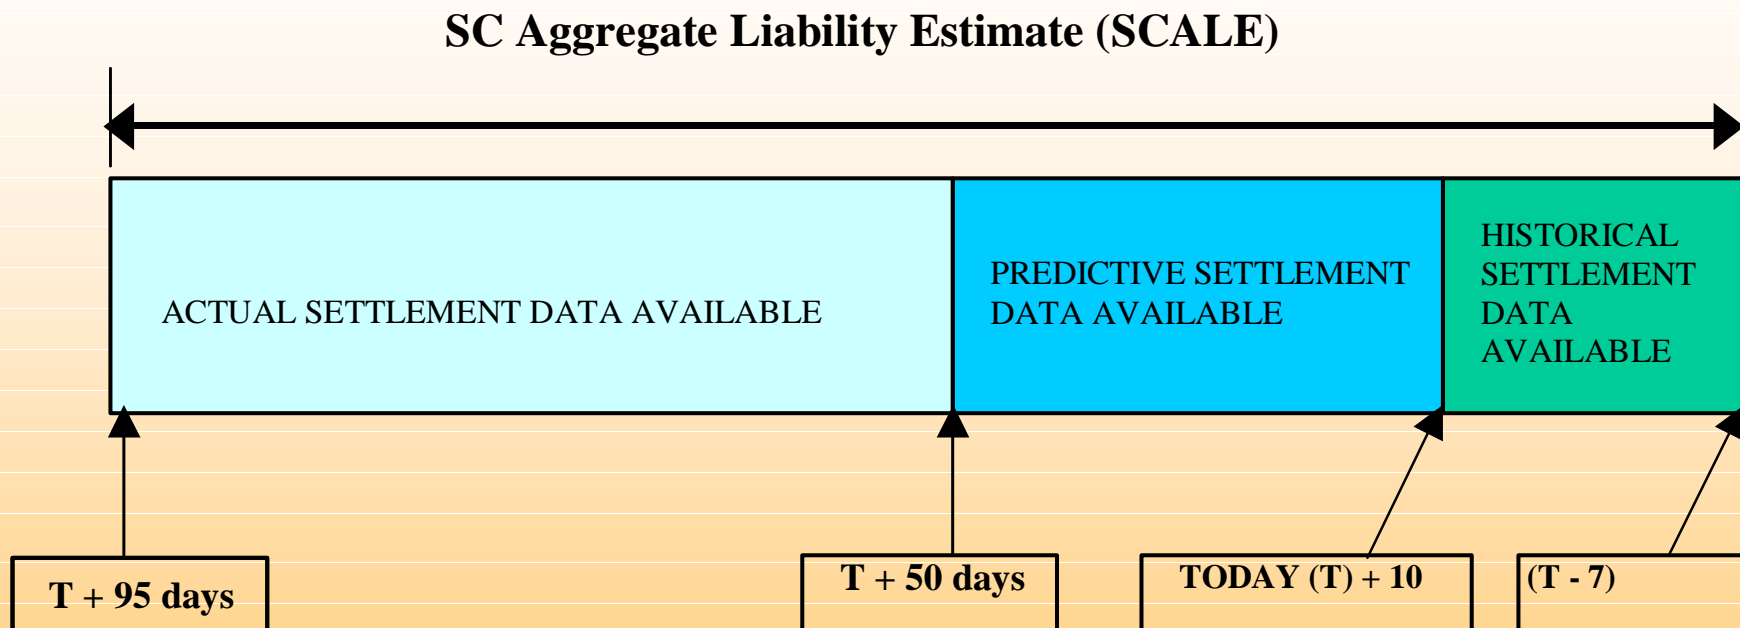 SC Aggregate Liability Estimate (SCALE)
ACTUAL SETTLEMENT DATA AVAILABLE
PREDICTIVE SETTLEMENT
DATA AVAILABLE
HISTORICAL
SETTLEMENT
DATA
AVAILABLE
T + 95 days
T + 50 days
TODAY (T) + 10
(T - 7)